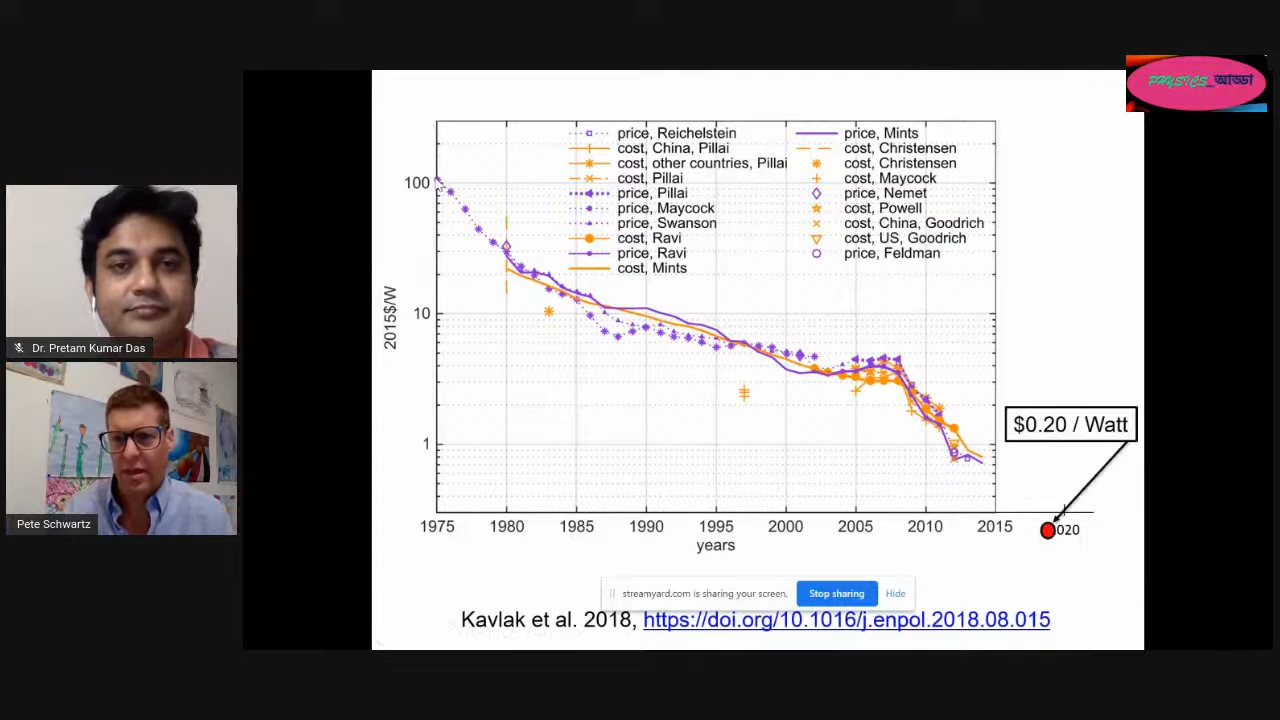 PHYSICS_আড্ডা
price, Reichelstein
cost, China, Pillai
cost, other countries, Pillai
cost, Pillai
price, Pillai
price, Maycock
price, Swanson
cost, Ravi
price, Ravi
cost, Mints
price, Mints
cost, Christensen
cost, Christensen
cost, Maycock
price, Nemet
cost, Powell
cost, China, Goodrich
cost, US, Goodrich
price, Feldman
100
10
1
2015$/W
1975 1980 1985 1990 1995 2000 2005 2010 2015
020
years
$0.20 / Watt
Dr. Pretam Kumar Das
Pete Schwartz
streamyard.com is sharing your screen.
Stop sharing
Hide
Kavlak et al. 2018, https://doi.org/10.1016/j.enpol.2018.08.015